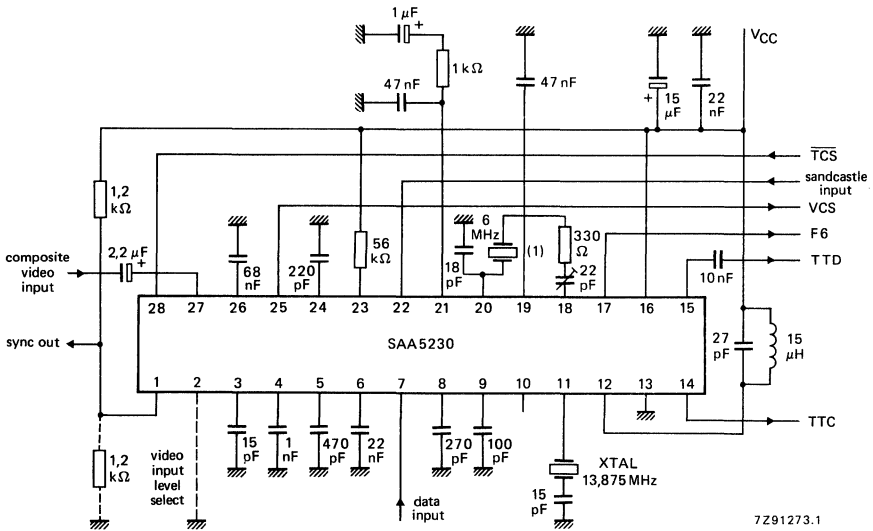 1 μF
+
1 kΩ
47 nF
47 nF
+
15 μF
22 nF
VCC
TCS
sandcastle input
VCS
F6
TTD
10 nF
1,2 kΩ
2,2 μF
+
composite video input
68 nF
220 pF
56 kΩ
18 pF
6 MHz
(1)
330 Ω
22 pF
28 27 26 25 24 23 22 21 20 19 18 17 16 15
SAA5230
sync out
27 pF
15 μH
1 2 3 4 5 6 7 8 9 10 11 12 13 14
TTC
1,2 kΩ
video input level select
15 pF
1 nF
470 pF
22 nF
data input
270 pF
100 pF
XTAL
13,875 MHz
15 pF
7Z91273.1